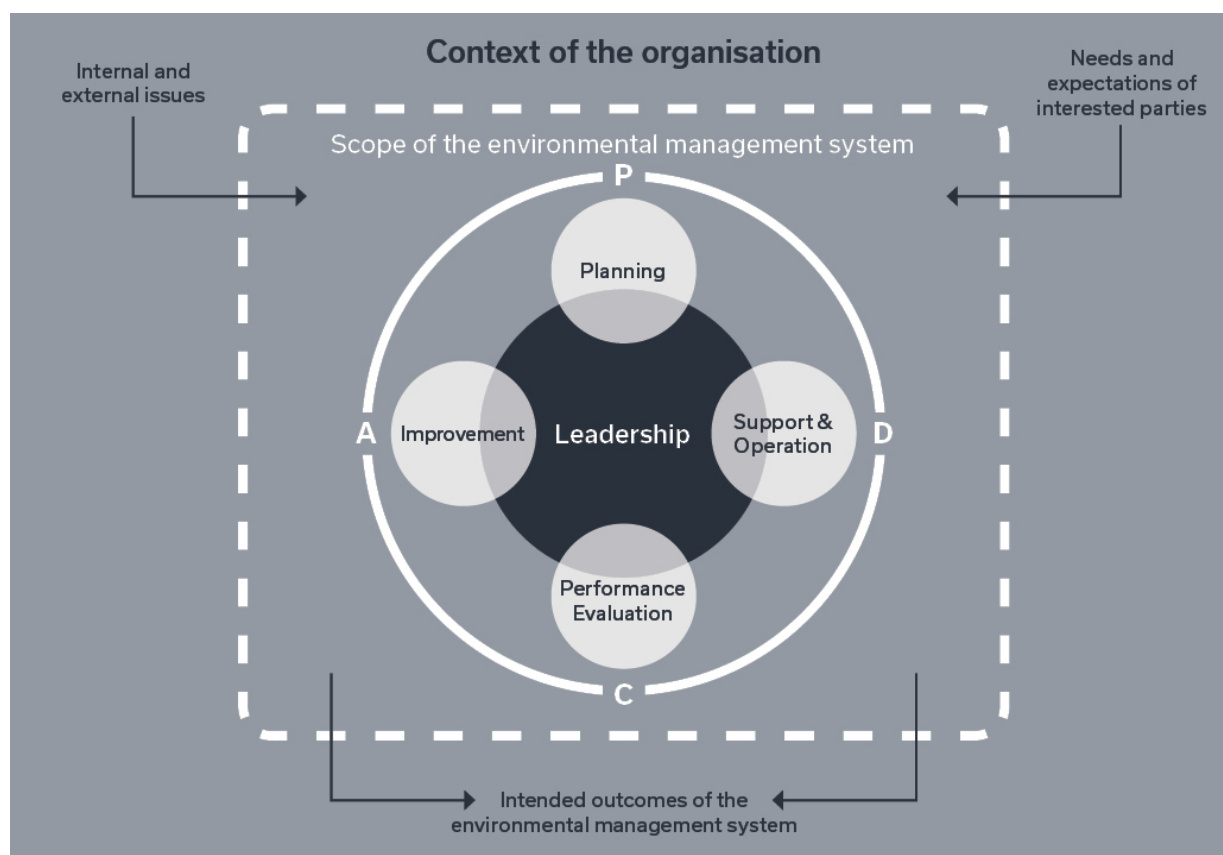 Context of the organisation
Internal and
external issues
Needs and
expectations of
interested parties
Scope of the environmental management system
P
Planning
A
Improvement
Leadership
Support &
Operation
D
Performance
Evaluation
C
Intended outcomes of the
environmental management system